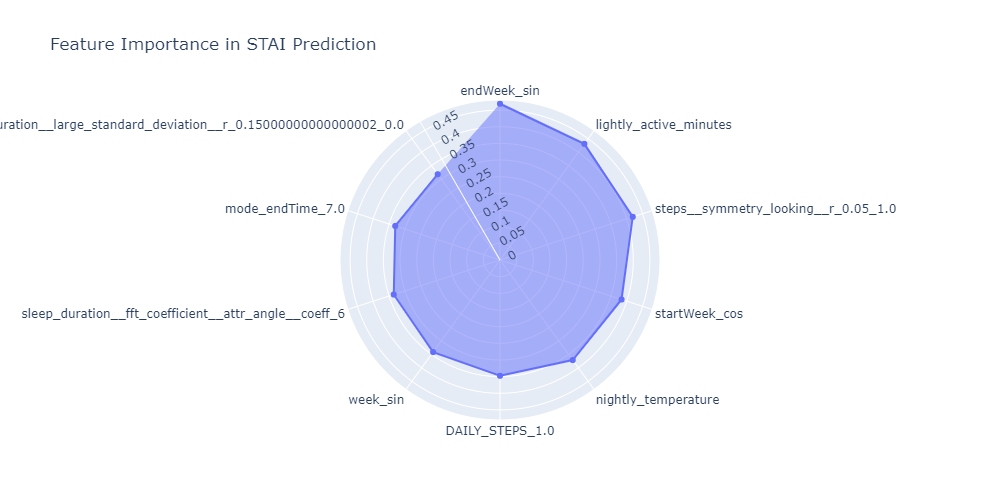 Feature Importance in STAI Prediction
endWeek_sin
uration__large_standard_deviation__r_0.15000000000000002_0.0
lightly_active_minutes
0.45
0.4
0.35
0.3
0.25
0.2
0.15
0.1
0.05
0
mode_endTime_7.0
steps__symmetry_looking__r_0.05_1.0
sleep_duration__fft_coefficient__attr_angle__coeff_6
startWeek_cos
week_sin
nightly_temperature
DAILY_STEPS_1.0